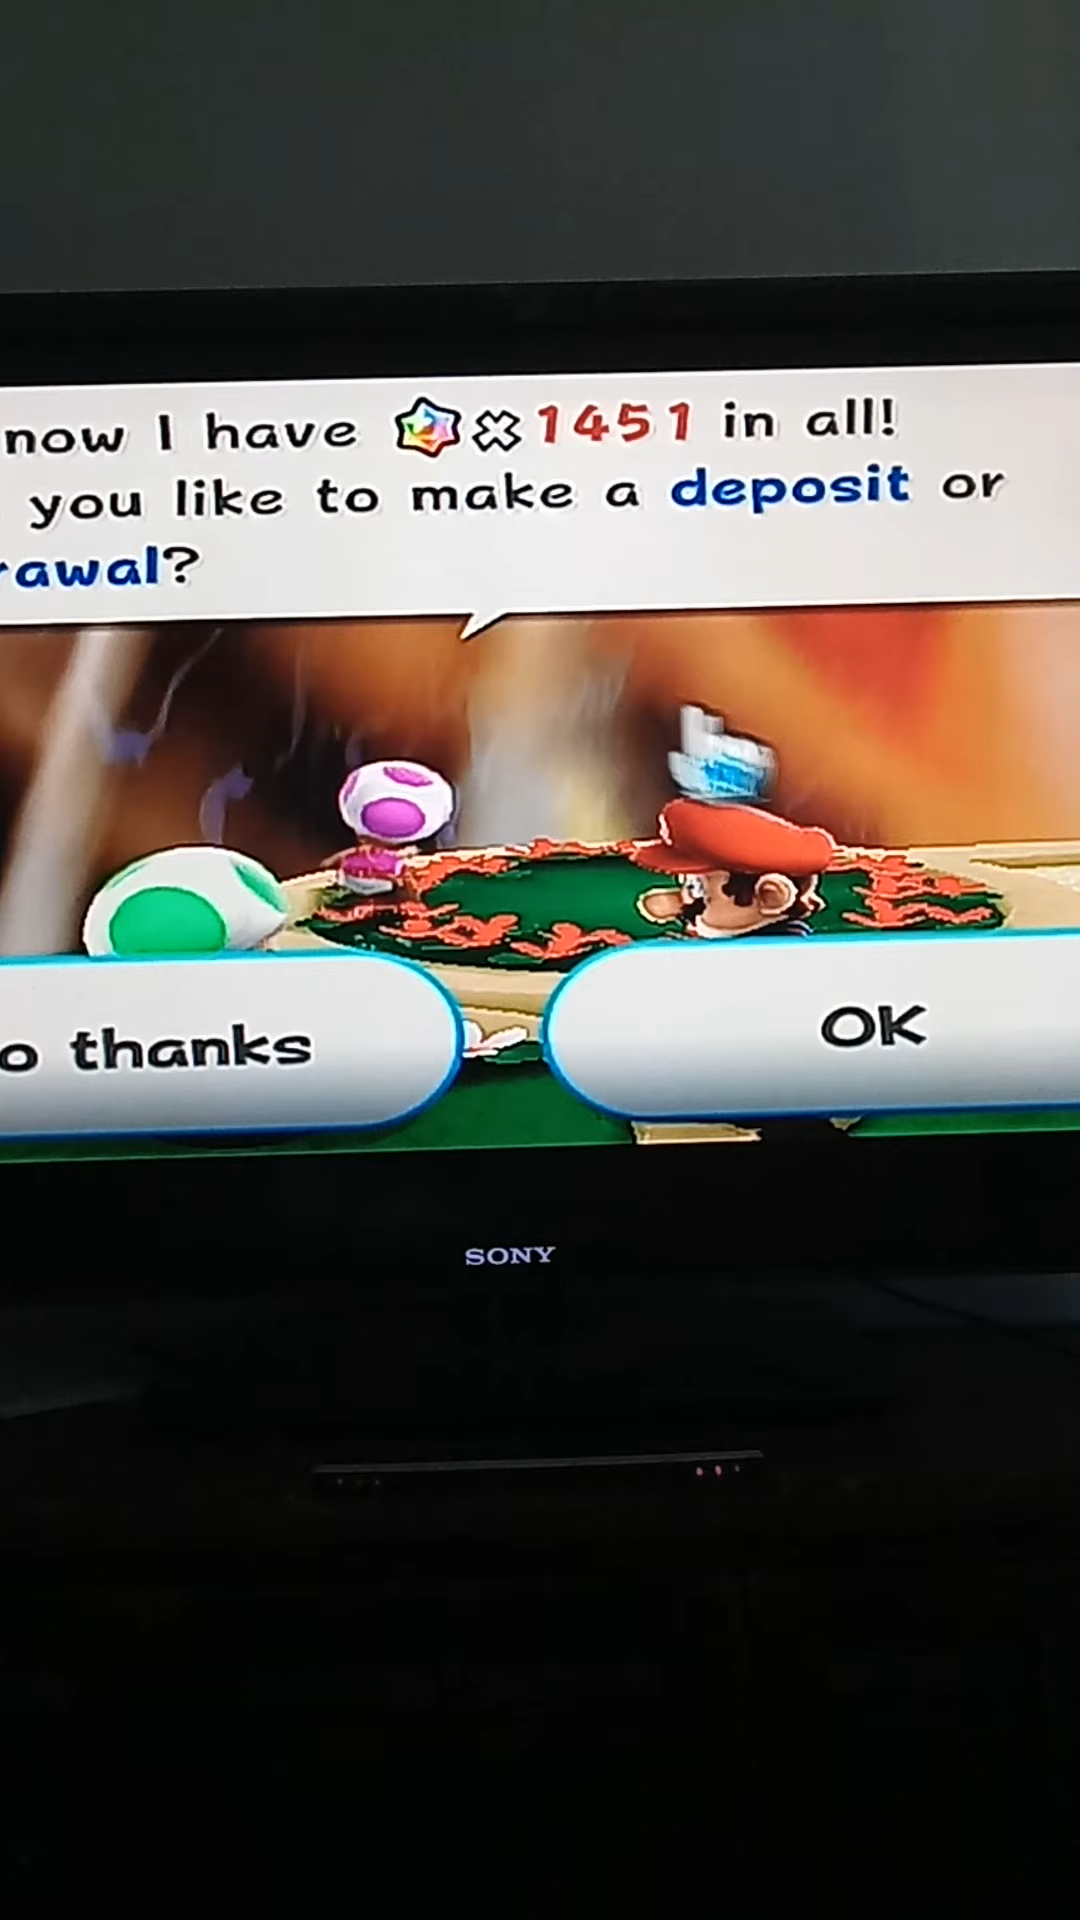 now I have ×1451 in all!
you like to make a deposit or
rawal?
o thanks
OK
SONY